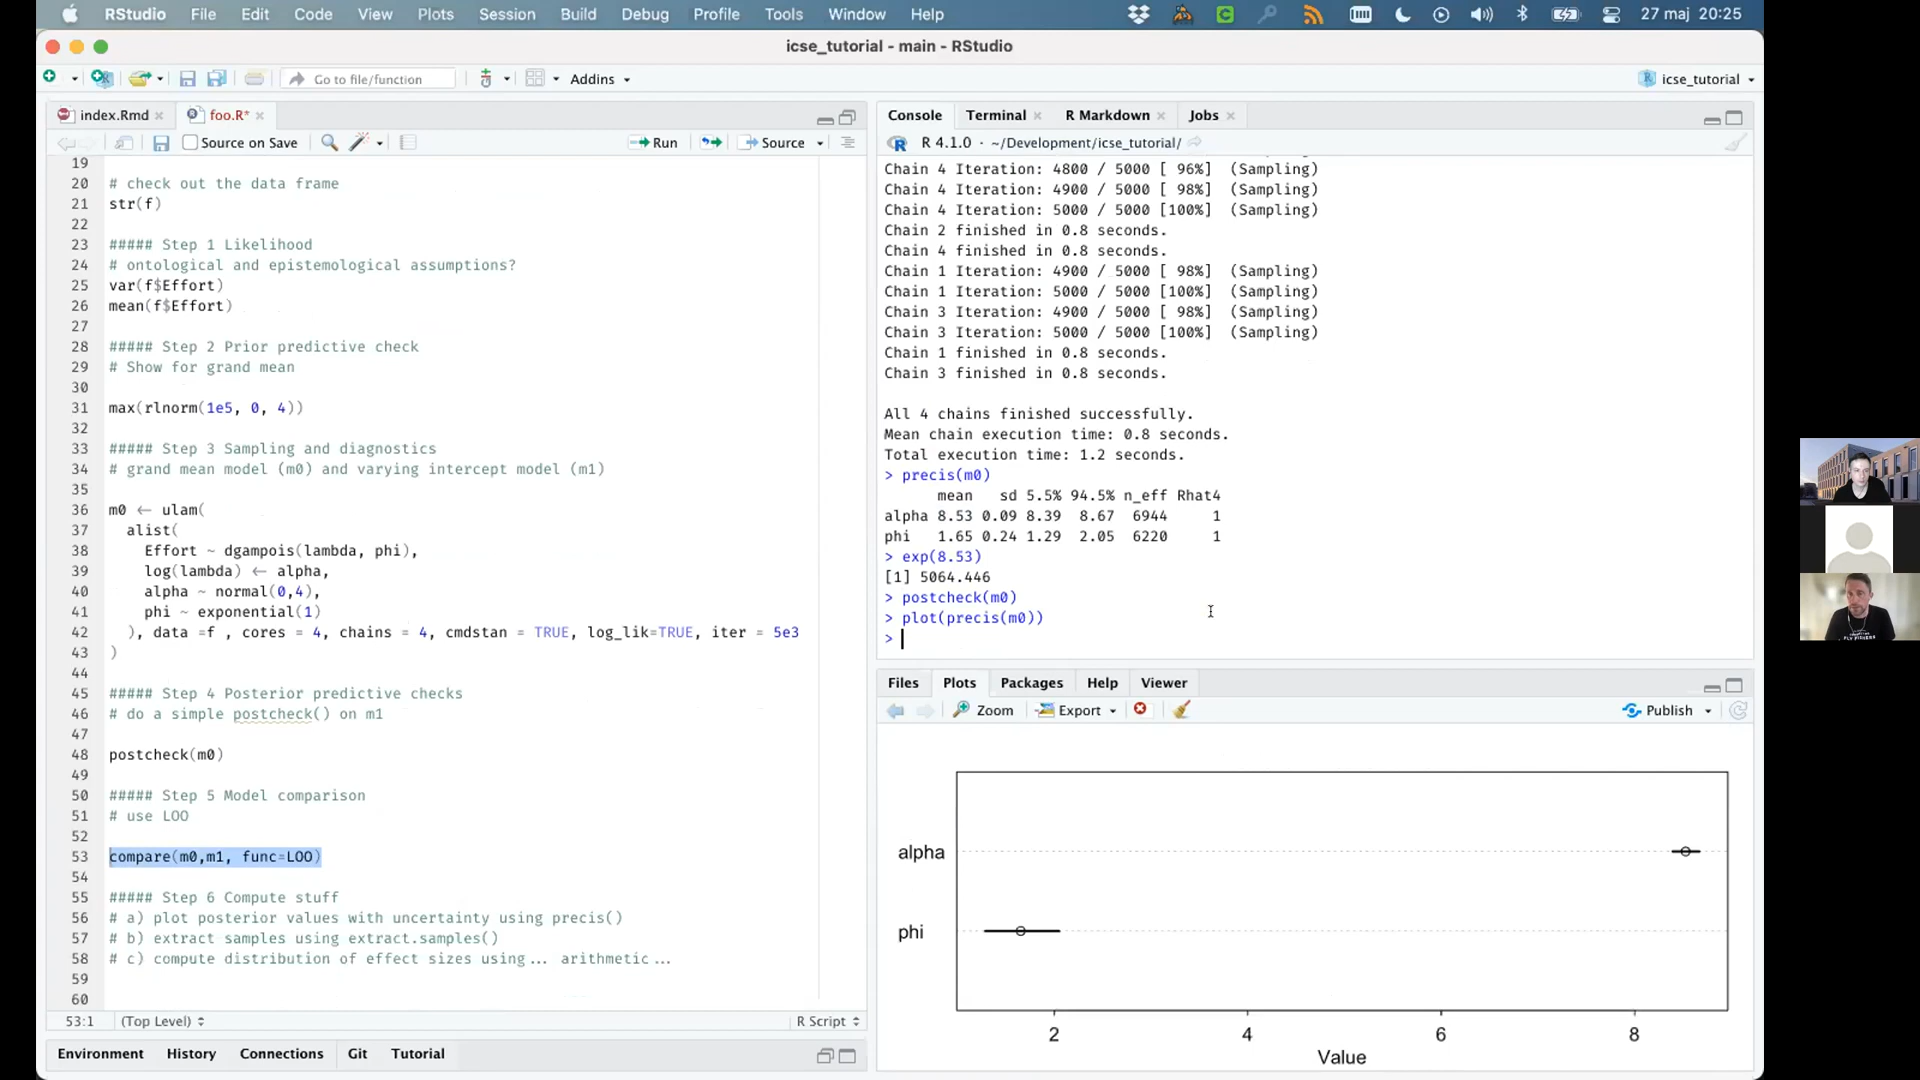 RStudio File Edit Code View Plots Session Build Debug Profile Tools Window Help 27 maj 20:25
icse_tutorial - main - RStudio
Go to file/function Addins icse_tutorial
index.Rmd foo.R*
Source on Save Run Source
19
20 # check out the data frame
21 str(f)
22
23 ##### Step 1 Likelihood
24 # ontological and epistemological assumptions?
25 var(f$Effort)
26 mean(f$Effort)
27
28 ##### Step 2 Prior predictive check
29 # Show for grand mean
30
31 max(rlnorm(1e5, 0, 4))
32
33 ##### Step 3 Sampling and diagnostics
34 # grand mean model (m0) and varying intercept model (m1)
35
36 m0 <- ulam(
37 alist(
38 Effort ~ dgampois(lambda, phi),
39 log(lambda) <- alpha,
40 alpha ~ normal(0,4),
41 phi ~ exponential(1)
42 ), data =f , cores = 4, chains = 4, cmdstan = TRUE, log_lik=TRUE, iter = 5e3
43 )
44
45 ##### Step 4 Posterior predictive checks
46 # do a simple postcheck() on m1
47
48 postcheck(m0)
49
50 ##### Step 5 Model comparison
51 # use LOO
52
53 compare(m0,m1, func=LOO)
54
55 ##### Step 6 Compute stuff
56 # a) plot posterior values with uncertainty using precis()
57 # b) extract samples using extract.samples()
58 # c) compute distribution of effect sizes using... arithmetic...
59
60
53:1 (Top Level) R Script
Environment History Connections Git Tutorial
Console Terminal R Markdown Jobs
R 4.1.0 · ~/Development/icse_tutorial/
Chain 4 Iteration: 4800 / 5000 [ 96%] (Sampling)
Chain 4 Iteration: 4900 / 5000 [ 98%] (Sampling)
Chain 4 Iteration: 5000 / 5000 [100%] (Sampling)
Chain 2 finished in 0.8 seconds.
Chain 4 finished in 0.8 seconds.
Chain 1 Iteration: 4900 / 5000 [ 98%] (Sampling)
Chain 1 Iteration: 5000 / 5000 [100%] (Sampling)
Chain 3 Iteration: 4900 / 5000 [ 98%] (Sampling)
Chain 3 Iteration: 5000 / 5000 [100%] (Sampling)
Chain 1 finished in 0.8 seconds.
Chain 3 finished in 0.8 seconds.
All 4 chains finished successfully.
Mean chain execution time: 0.8 seconds.
Total execution time: 1.2 seconds.
> precis(m0)
mean sd 5.5% 94.5% n_eff Rhat4
alpha 8.53 0.09 8.39 8.67 6944 1
phi 1.65 0.24 1.29 2.05 6220 1
> exp(8.53)
[1] 5064.446
> postcheck(m0)
> plot(precis(m0))
>
Files Plots Packages Help Viewer
Zoom Export Publish
alpha
phi
2 4 6 8
Value